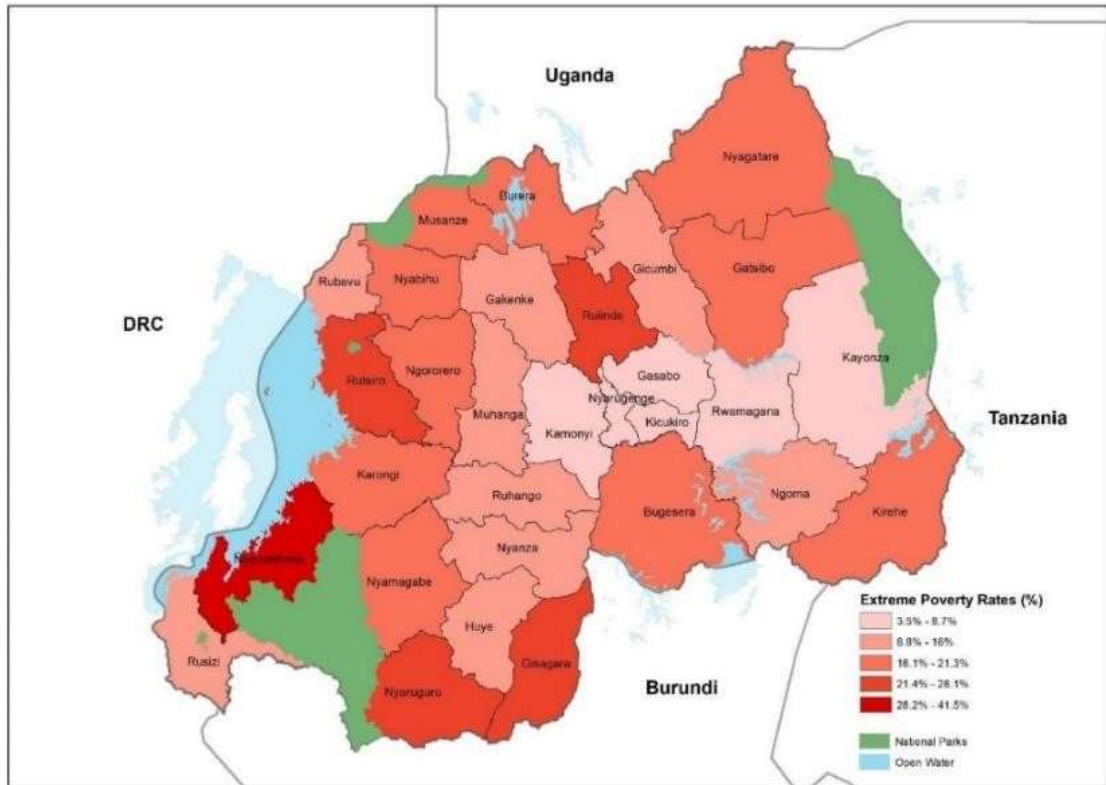 Uganda
Nyagatare
Burera
Musanze
Gicumbi
Gatsibo
Rubavu
Nyabihu
Gakenke
Rulindo
DRC
Kayonza
Rutsiro
Ngororero
Gasabo
Nyarugenge
Muhanga
Kicukiro
Rwamagana
Kamonyi
Tanzania
Karongi
Ruhango
Ngoma
Bugesera
Kirehe
Nyanza
Nyamagabe
Huye
Gisagara
Rusizi
Nyaruguru
Burundi
Extreme Poverty Rates (%)
3.5% - 8.7%
8.8% - 16%
16.1% - 21.3%
21.4% - 28.1%
28.2% - 41.5%
National Parks
Open Water